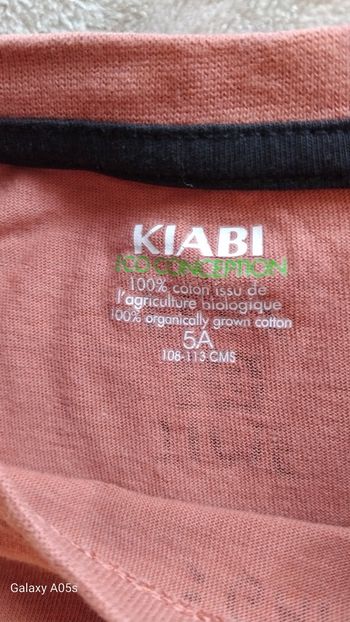 KIABI
ECO CONCEPTION
100% coton issu de
l'agriculture biologique
100% organically grown cotton
5A
108-113 CMS
Galaxy A05s